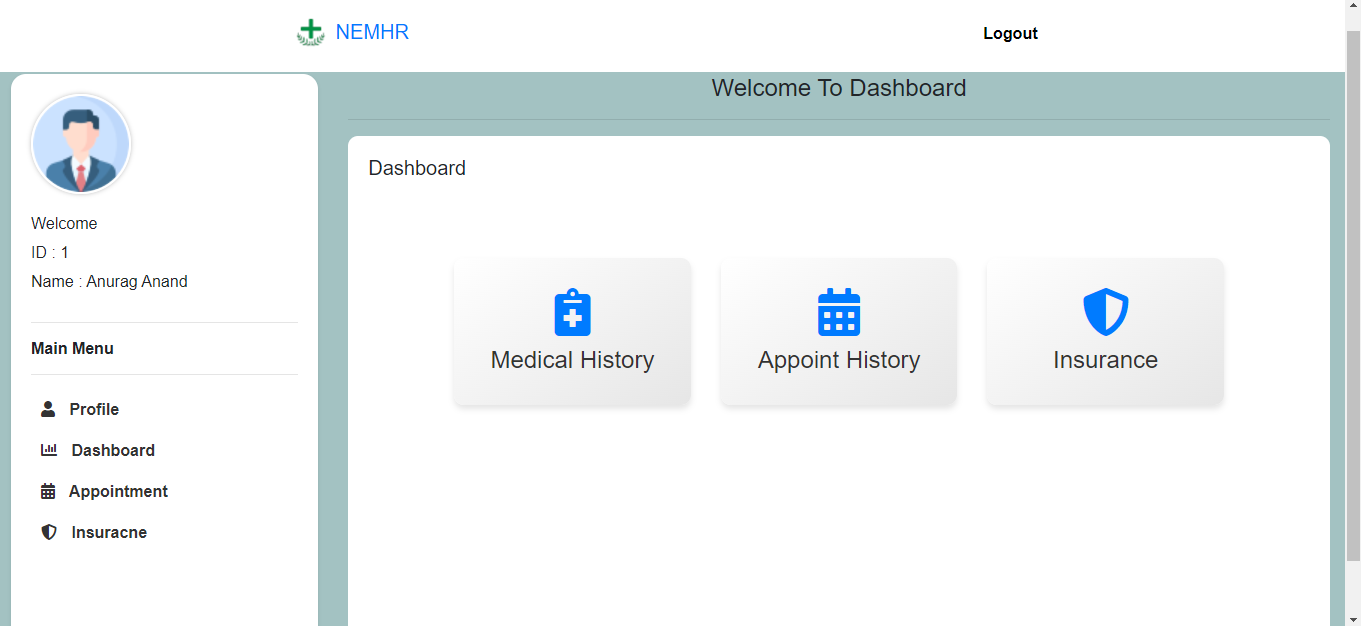 NEMHR
Logout
Welcome
ID : 1
Name : Anurag Anand
Main Menu
Profile
Dashboard
Appointment
Insuracne
Welcome To Dashboard
Dashboard
Medical History
Appoint History
Insurance